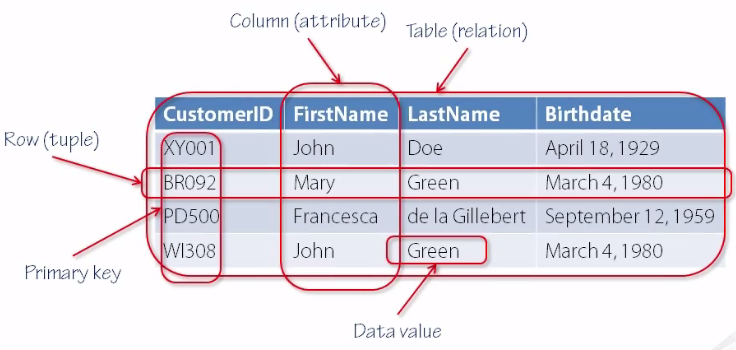 Column (attribute)
Table (relation)
CustomerID FirstName LastName Birthdate
Row (tuple)
XY001 John Doe April 18, 1929
BR092 Mary Green March 4, 1980
PD500 Francesca de la Gillebert September 12, 1959
WI308 John Green March 4, 1980
Primary key
Data value